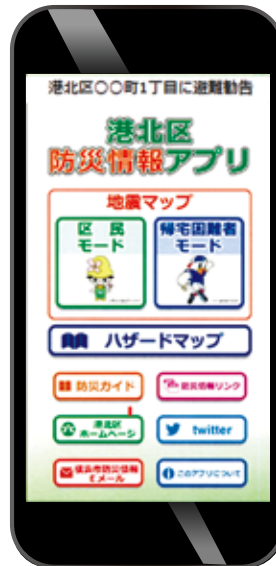 港北区〇〇町1丁目に避難勧告
港北区
防災情報アプリ
地震マップ
区民
モード
帰宅困難者
モード
ハザードマップ
防災ガイド
防災情報リンク
港北区
ホームページ
twitter
横浜市防災情報
Eメール
このアプリについて